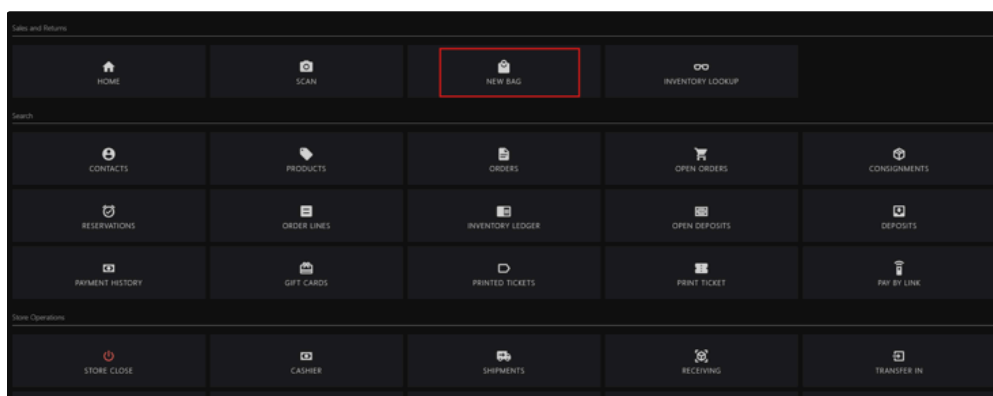 Sales and Returns
HOME
SCAN
NEW BAG
INVENTORY LOOKUP
Search
CONTACTS
PRODUCTS
ORDERS
OPEN ORDERS
CONSIGNMENTS
RESERVATIONS
ORDER LINES
INVENTORY LEDGER
OPEN DEPOSITS
DEPOSITS
PAYMENT HISTORY
GIFT CARDS
PRINTED TICKETS
PRINT TICKET
PAY BY LINK
Store Operations
STORE CLOSE
CASHIER
SHIPMENTS
RECEIVING
TRANSFER IN